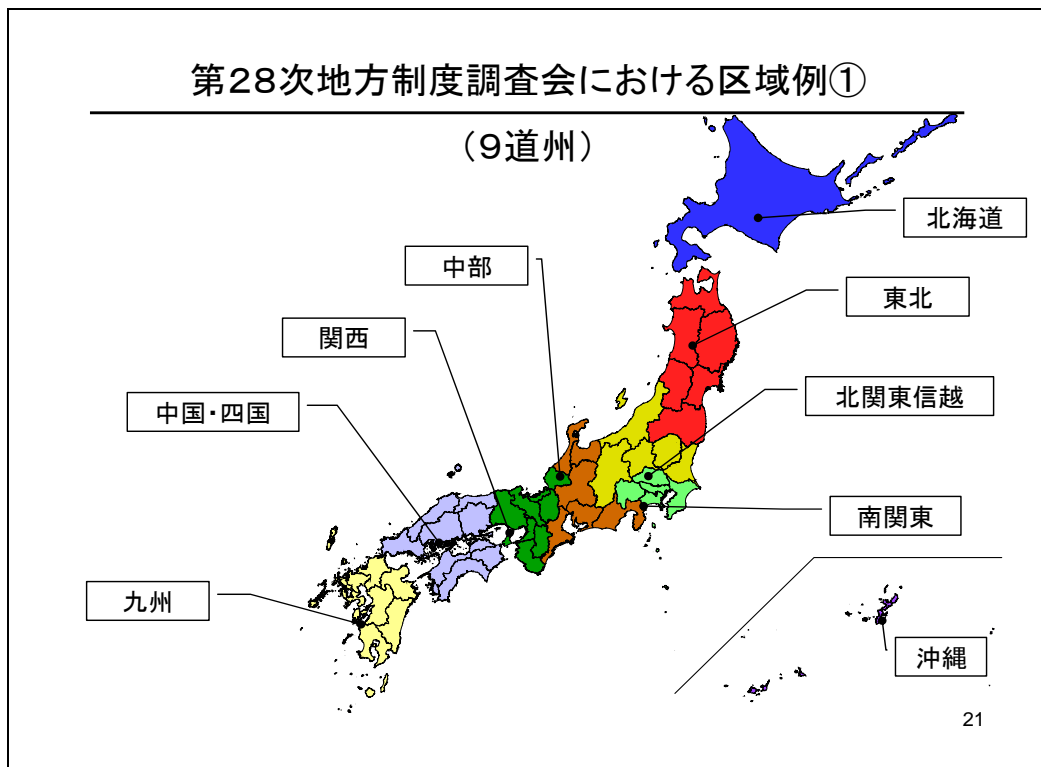 第28次地方制度調査会における区域例①
（9道州）
北海道
中部
東北
関西
北関東信越
中国・四国
南関東
九州
沖縄
21